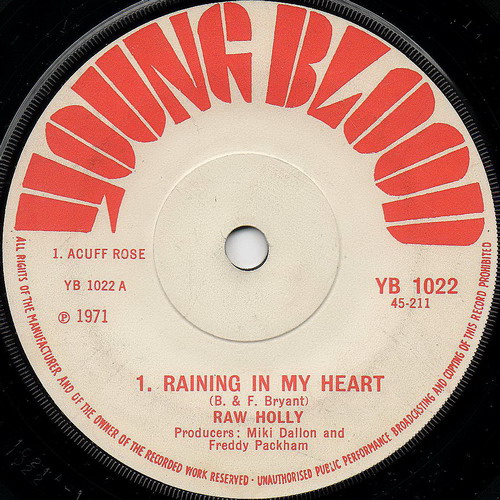 YOUNG BLOOD
1. ACUFF ROSE
YB 1022 A
℗ 1971
YB 1022
45-211
1. RAINING IN MY HEART
(B. & F. Bryant)
RAW HOLLY
Producers: Miki Dallon and
Freddy Packham
ALL RIGHTS OF THE MANUFACTURER AND OF THE OWNER OF THE RECORDED WORK RESERVED · UNAUTHORISED PUBLIC PERFORMANCE BROADCASTING AND COPYING OF THIS RECORD PROHIBITED